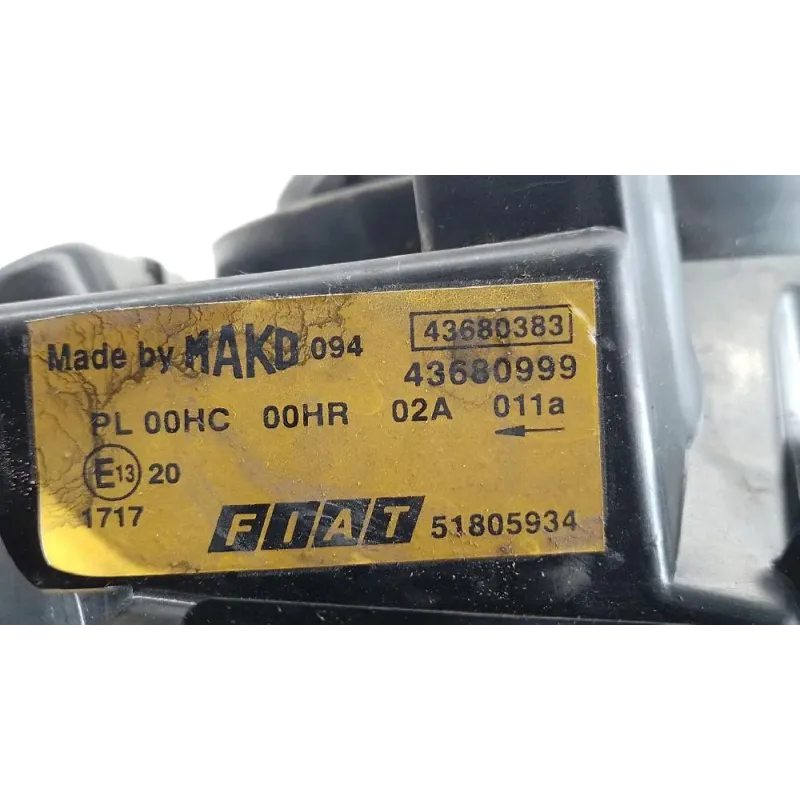 Made by MAKO 094 43680383
43680999
PL 00HC 00HR 02A 011a
E13 20
1717 FIAT 51805934